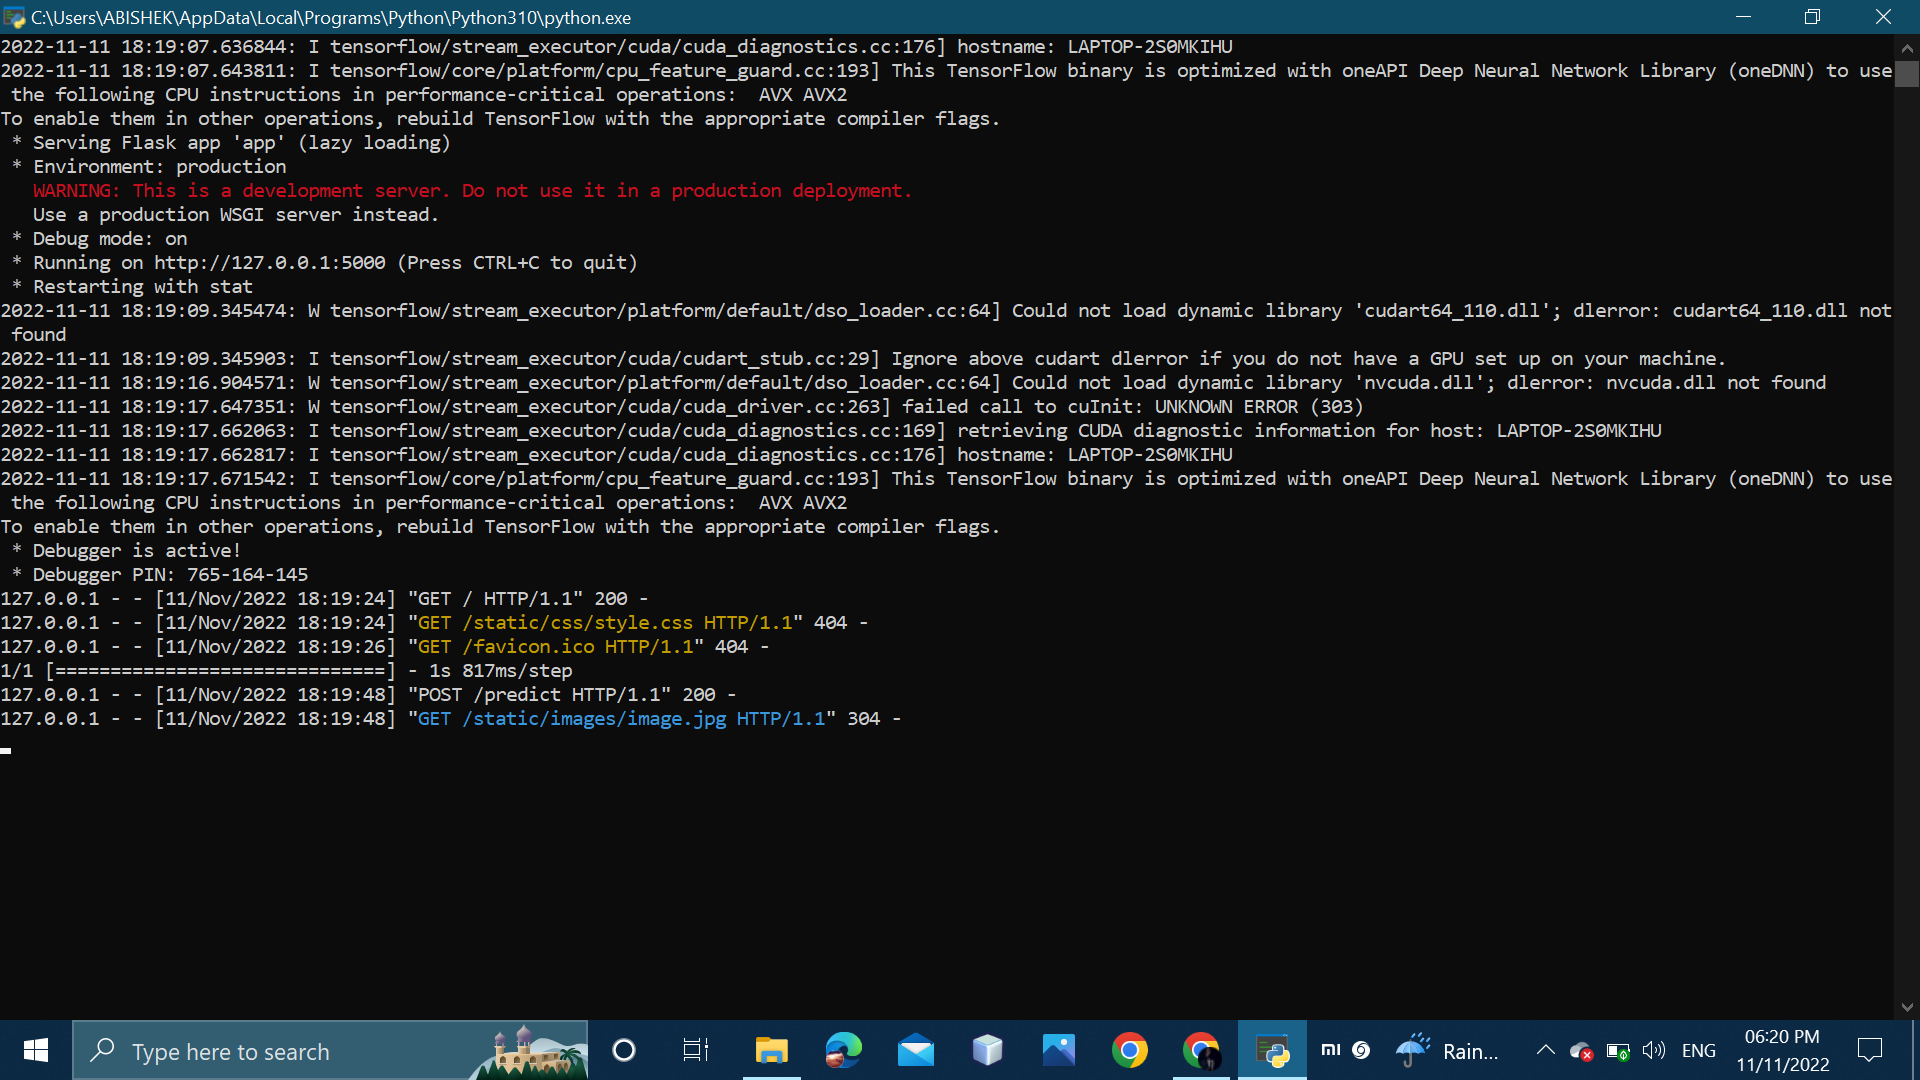 C:\Users\ABISHEK\AppData\Local\Programs\Python\Python310\python.exe
2022-11-11 18:19:07.636844: I tensorflow/stream_executor/cuda/cuda_diagnostics.cc:176] hostname: LAPTOP-2S0MKIHU
2022-11-11 18:19:07.643811: I tensorflow/core/platform/cpu_feature_guard.cc:193] This TensorFlow binary is optimized with oneAPI Deep Neural Network Library (oneDNN) to use
 the following CPU instructions in performance-critical operations:  AVX AVX2
To enable them in other operations, rebuild TensorFlow with the appropriate compiler flags.
 * Serving Flask app 'app' (lazy loading)
 * Environment: production
   WARNING: This is a development server. Do not use it in a production deployment.
   Use a production WSGI server instead.
 * Debug mode: on
 * Running on http://127.0.0.1:5000 (Press CTRL+C to quit)
 * Restarting with stat
2022-11-11 18:19:09.345474: W tensorflow/stream_executor/platform/default/dso_loader.cc:64] Could not load dynamic library 'cudart64_110.dll'; dlerror: cudart64_110.dll not
 found
2022-11-11 18:19:09.345903: I tensorflow/stream_executor/cuda/cudart_stub.cc:29] Ignore above cudart dlerror if you do not have a GPU set up on your machine.
2022-11-11 18:19:16.904571: W tensorflow/stream_executor/platform/default/dso_loader.cc:64] Could not load dynamic library 'nvcuda.dll'; dlerror: nvcuda.dll not found
2022-11-11 18:19:17.647351: W tensorflow/stream_executor/cuda/cuda_driver.cc:263] failed call to cuInit: UNKNOWN ERROR (303)
2022-11-11 18:19:17.662063: I tensorflow/stream_executor/cuda/cuda_diagnostics.cc:169] retrieving CUDA diagnostic information for host: LAPTOP-2S0MKIHU
2022-11-11 18:19:17.662817: I tensorflow/stream_executor/cuda/cuda_diagnostics.cc:176] hostname: LAPTOP-2S0MKIHU
2022-11-11 18:19:17.671542: I tensorflow/core/platform/cpu_feature_guard.cc:193] This TensorFlow binary is optimized with oneAPI Deep Neural Network Library (oneDNN) to use
 the following CPU instructions in performance-critical operations:  AVX AVX2
To enable them in other operations, rebuild TensorFlow with the appropriate compiler flags.
 * Debugger is active!
 * Debugger PIN: 765-164-145
127.0.0.1 - - [11/Nov/2022 18:19:24] "GET / HTTP/1.1" 200 -
127.0.0.1 - - [11/Nov/2022 18:19:24] "GET /static/css/style.css HTTP/1.1" 404 -
127.0.0.1 - - [11/Nov/2022 18:19:26] "GET /favicon.ico HTTP/1.1" 404 -
1/1 [==============================] - 1s 817ms/step
127.0.0.1 - - [11/Nov/2022 18:19:48] "POST /predict HTTP/1.1" 200 -
127.0.0.1 - - [11/Nov/2022 18:19:48] "GET /static/images/image.jpg HTTP/1.1" 304 -
Type here to search
mi
Rain...
ENG
06:20 PM
11/11/2022